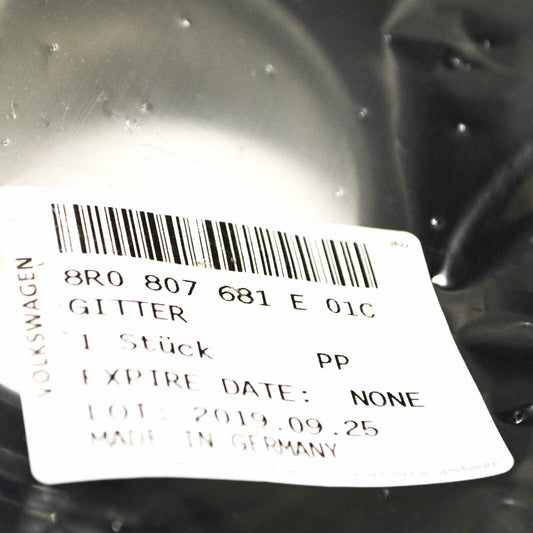 8R0 807 681 E 01C
GITTER
1 Stück PP
EXPIRE DATE: NONE
LOT: 2019.09.25
MADE IN GERMANY
VOLKSWAGEN